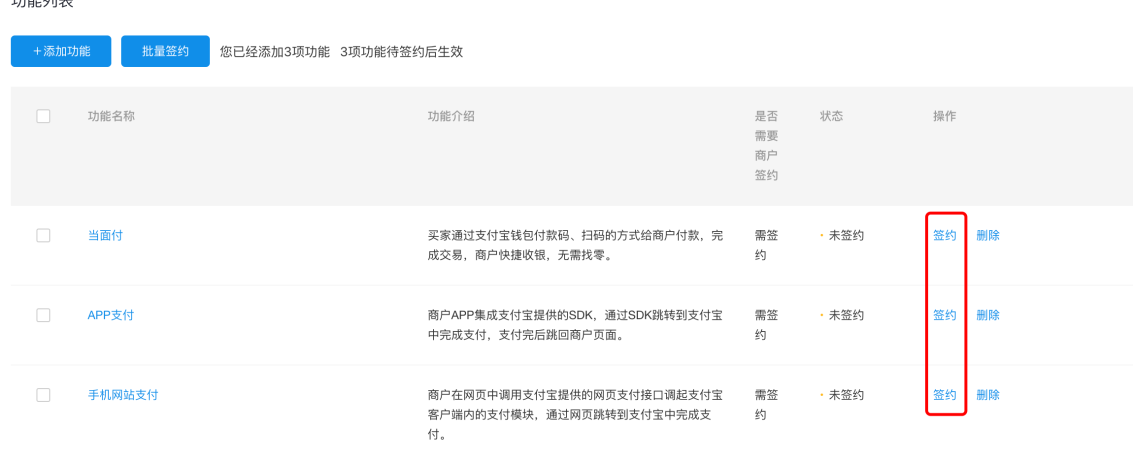 功能列表
+添加功能 批量签约 您已经添加3项功能 3项功能待签约后生效
功能名称 功能介绍 是否 状态 操作
需要
商户
签约
当面付 买家通过支付宝钱包付款码、扫码的方式给商户付款，完 需签 未签约 签约 删除
成交易，商户快捷收银，无需找零。 约
APP支付 商户APP集成支付宝提供的SDK，通过SDK跳转到支付宝 需签 未签约 签约 删除
中完成支付，支付完后跳回商户页面。 约
手机网站支付 商户在网页中调用支付宝提供的网页支付接口调起支付宝 需签 未签约 签约 删除
客户端内的支付模块，通过网页跳转到支付宝中完成支 约
付。